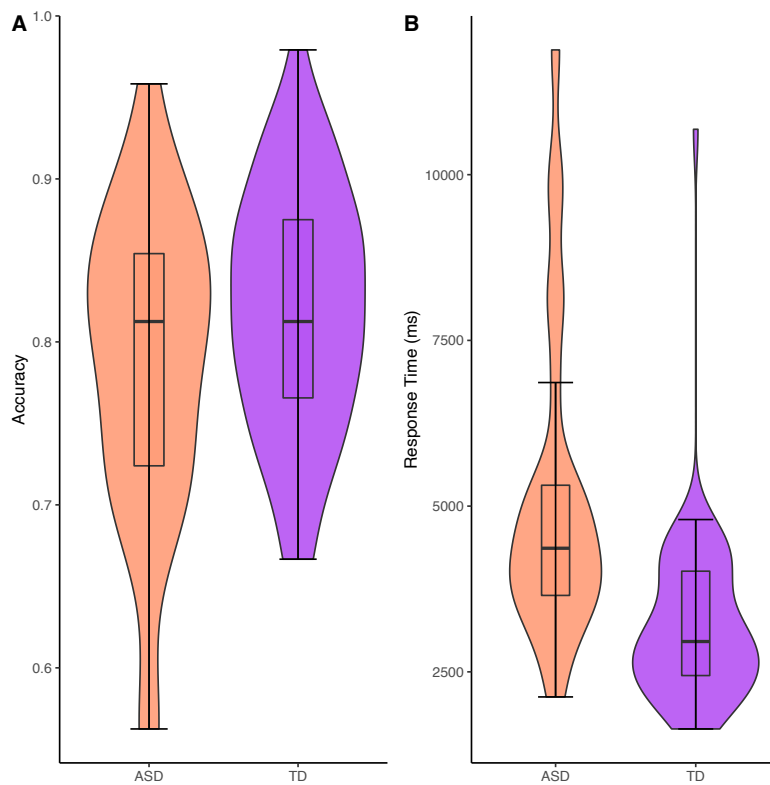 A
Accuracy
1.0
0.9
0.8
0.7
0.6
ASD
TD
B
Response Time (ms)
10000
7500
5000
2500
ASD
TD